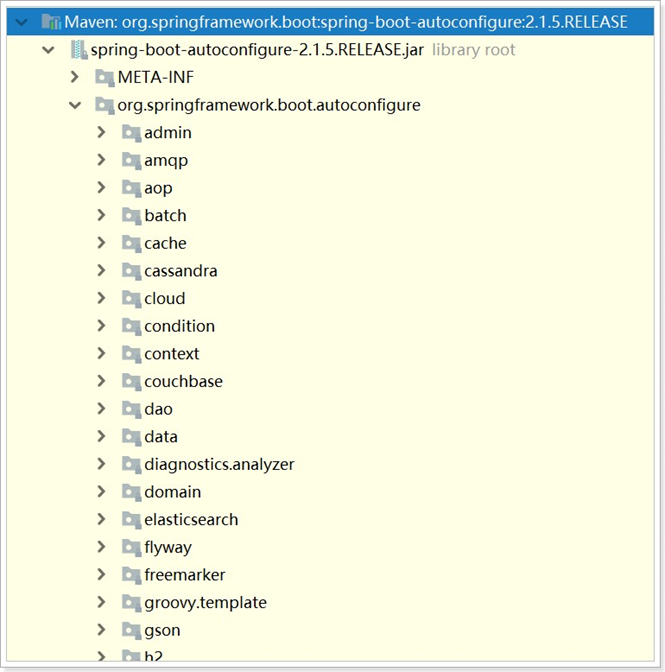 Maven: org.springframework.boot:spring-boot-autoconfigure:2.1.5.RELEASE
spring-boot-autoconfigure-2.1.5.RELEASE.jar library root
META-INF
org.springframework.boot.autoconfigure
admin
amqp
aop
batch
cache
cassandra
cloud
condition
context
couchbase
dao
data
diagnostics.analyzer
domain
elasticsearch
flyway
freemarker
groovy.template
gson
h2